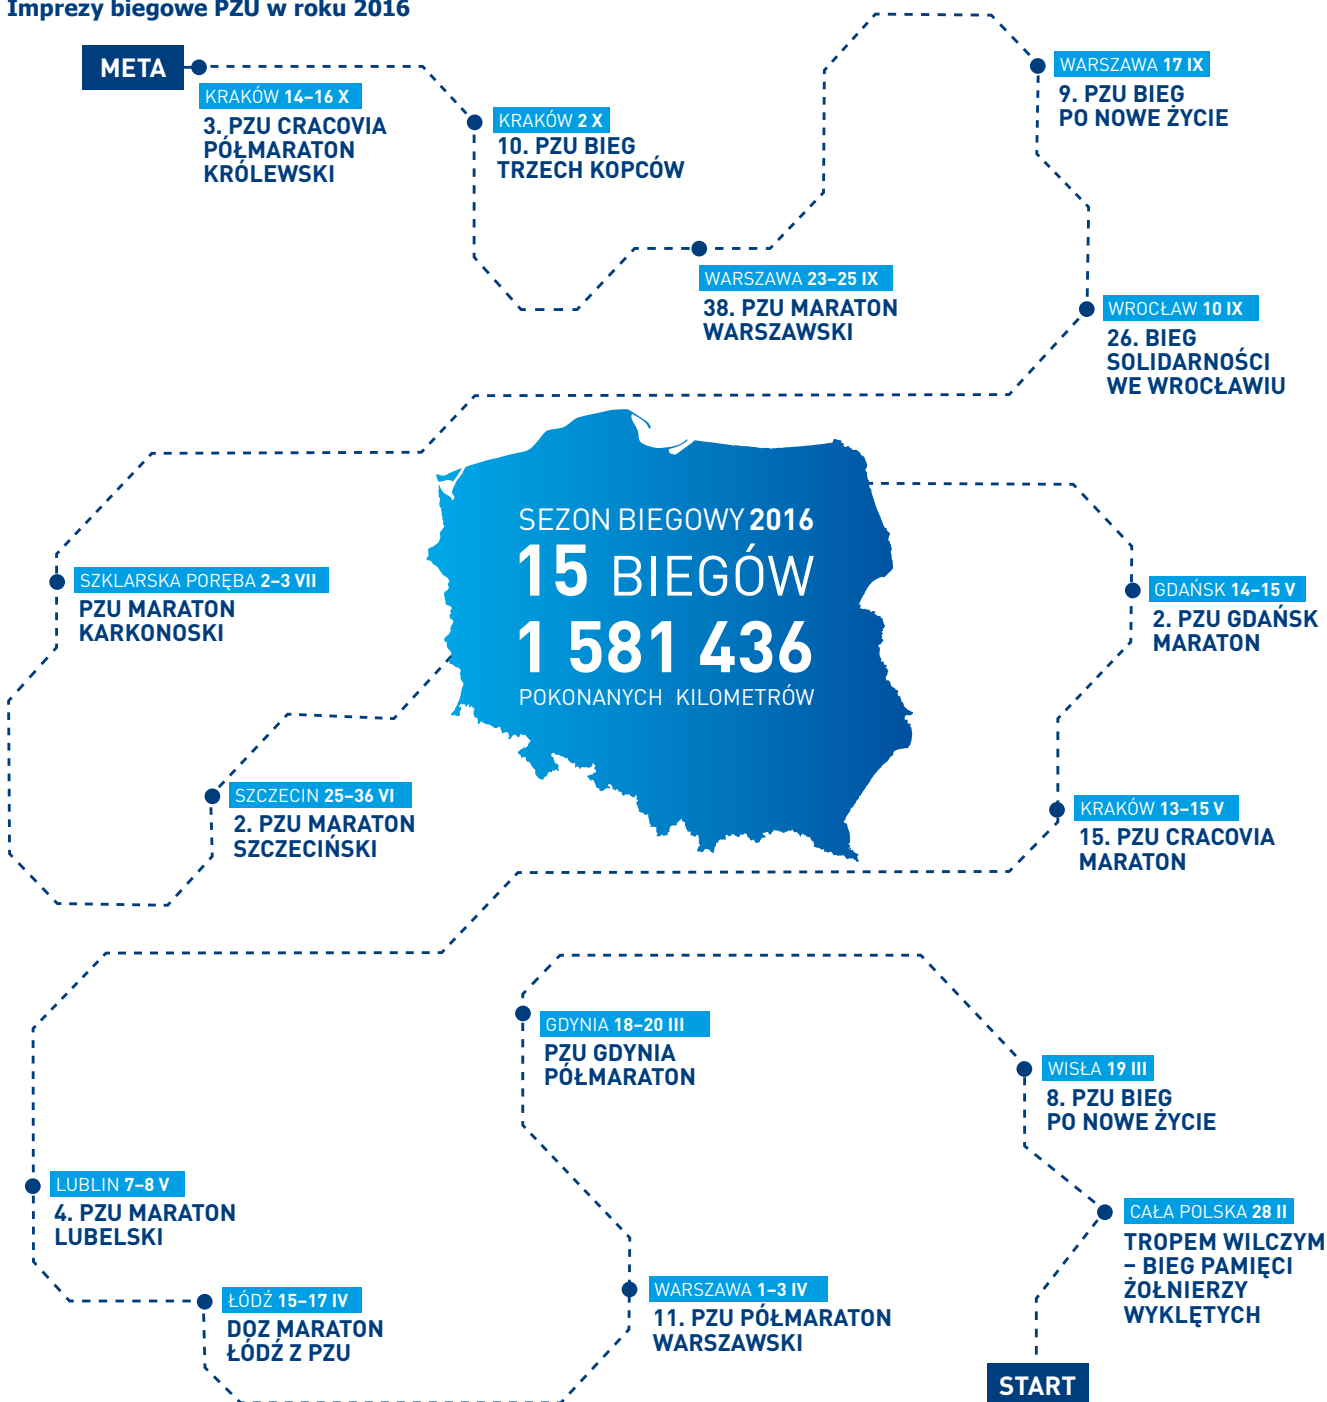 Imprezy biegowe PZU w roku 2016
META
KRAKÓW 14–16 X
3. PZU CRACOVIA
PÓŁMARATON
KRÓLEWSKI
KRAKÓW 2 X
10. PZU BIEG
TRZECH KOPCÓW
WARSZAWA 23–25 IX
38. PZU MARATON
WARSZAWSKI
WARSZAWA 17 IX
9. PZU BIEG
PO NOWE ŻYCIE
WROCŁAW 10 IX
26. BIEG
SOLIDARNOŚCI
WE WROCŁAWIU
SZKLARSKA PORĘBA 2–3 VII
PZU MARATON
KARKONOSKI
SZCZECIN 25–36 VI
2. PZU MARATON
SZCZECIŃSKI
SEZON BIEGOWY 2016
15 BIEGÓW
1 581 436
POKONANYCH KILOMETRÓW
GDAŃSK 14–15 V
2. PZU GDAŃSK
MARATON
KRAKÓW 13–15 V
15. PZU CRACOVIA
MARATON
LUBLIN 7–8 V
4. PZU MARATON
LUBELSKI
ŁÓDŹ 15–17 IV
DOZ MARATON
ŁÓDŹ Z PZU
WARSZAWA 1–3 IV
11. PZU PÓŁMARATON
WARSZAWSKI
GDYNIA 18–20 III
PZU GDYNIA
PÓŁMARATON
WISŁA 19 III
8. PZU BIEG
PO NOWE ŻYCIE
CAŁA POLSKA 28 II
TROPEM WILCZYM
– BIEG PAMIĘCI
ŻOŁNIERZY
WYKLĘTYCH
START